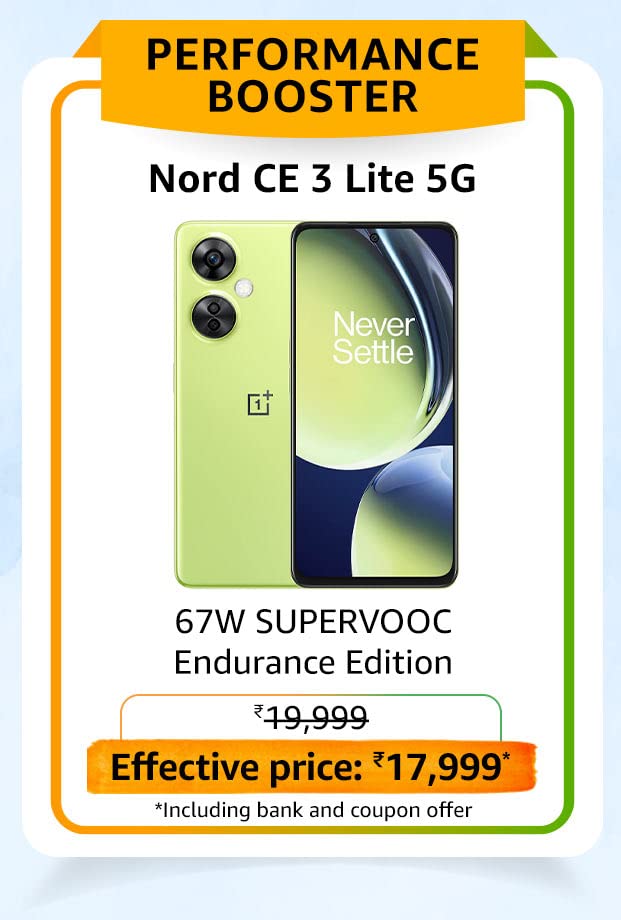 PERFORMANCE
BOOSTER
Nord CE 3 Lite 5G
Never
Settle
1+
67W SUPERVOOC
Endurance Edition
₹19,999
Effective price: ₹17,999*
*Including bank and coupon offer